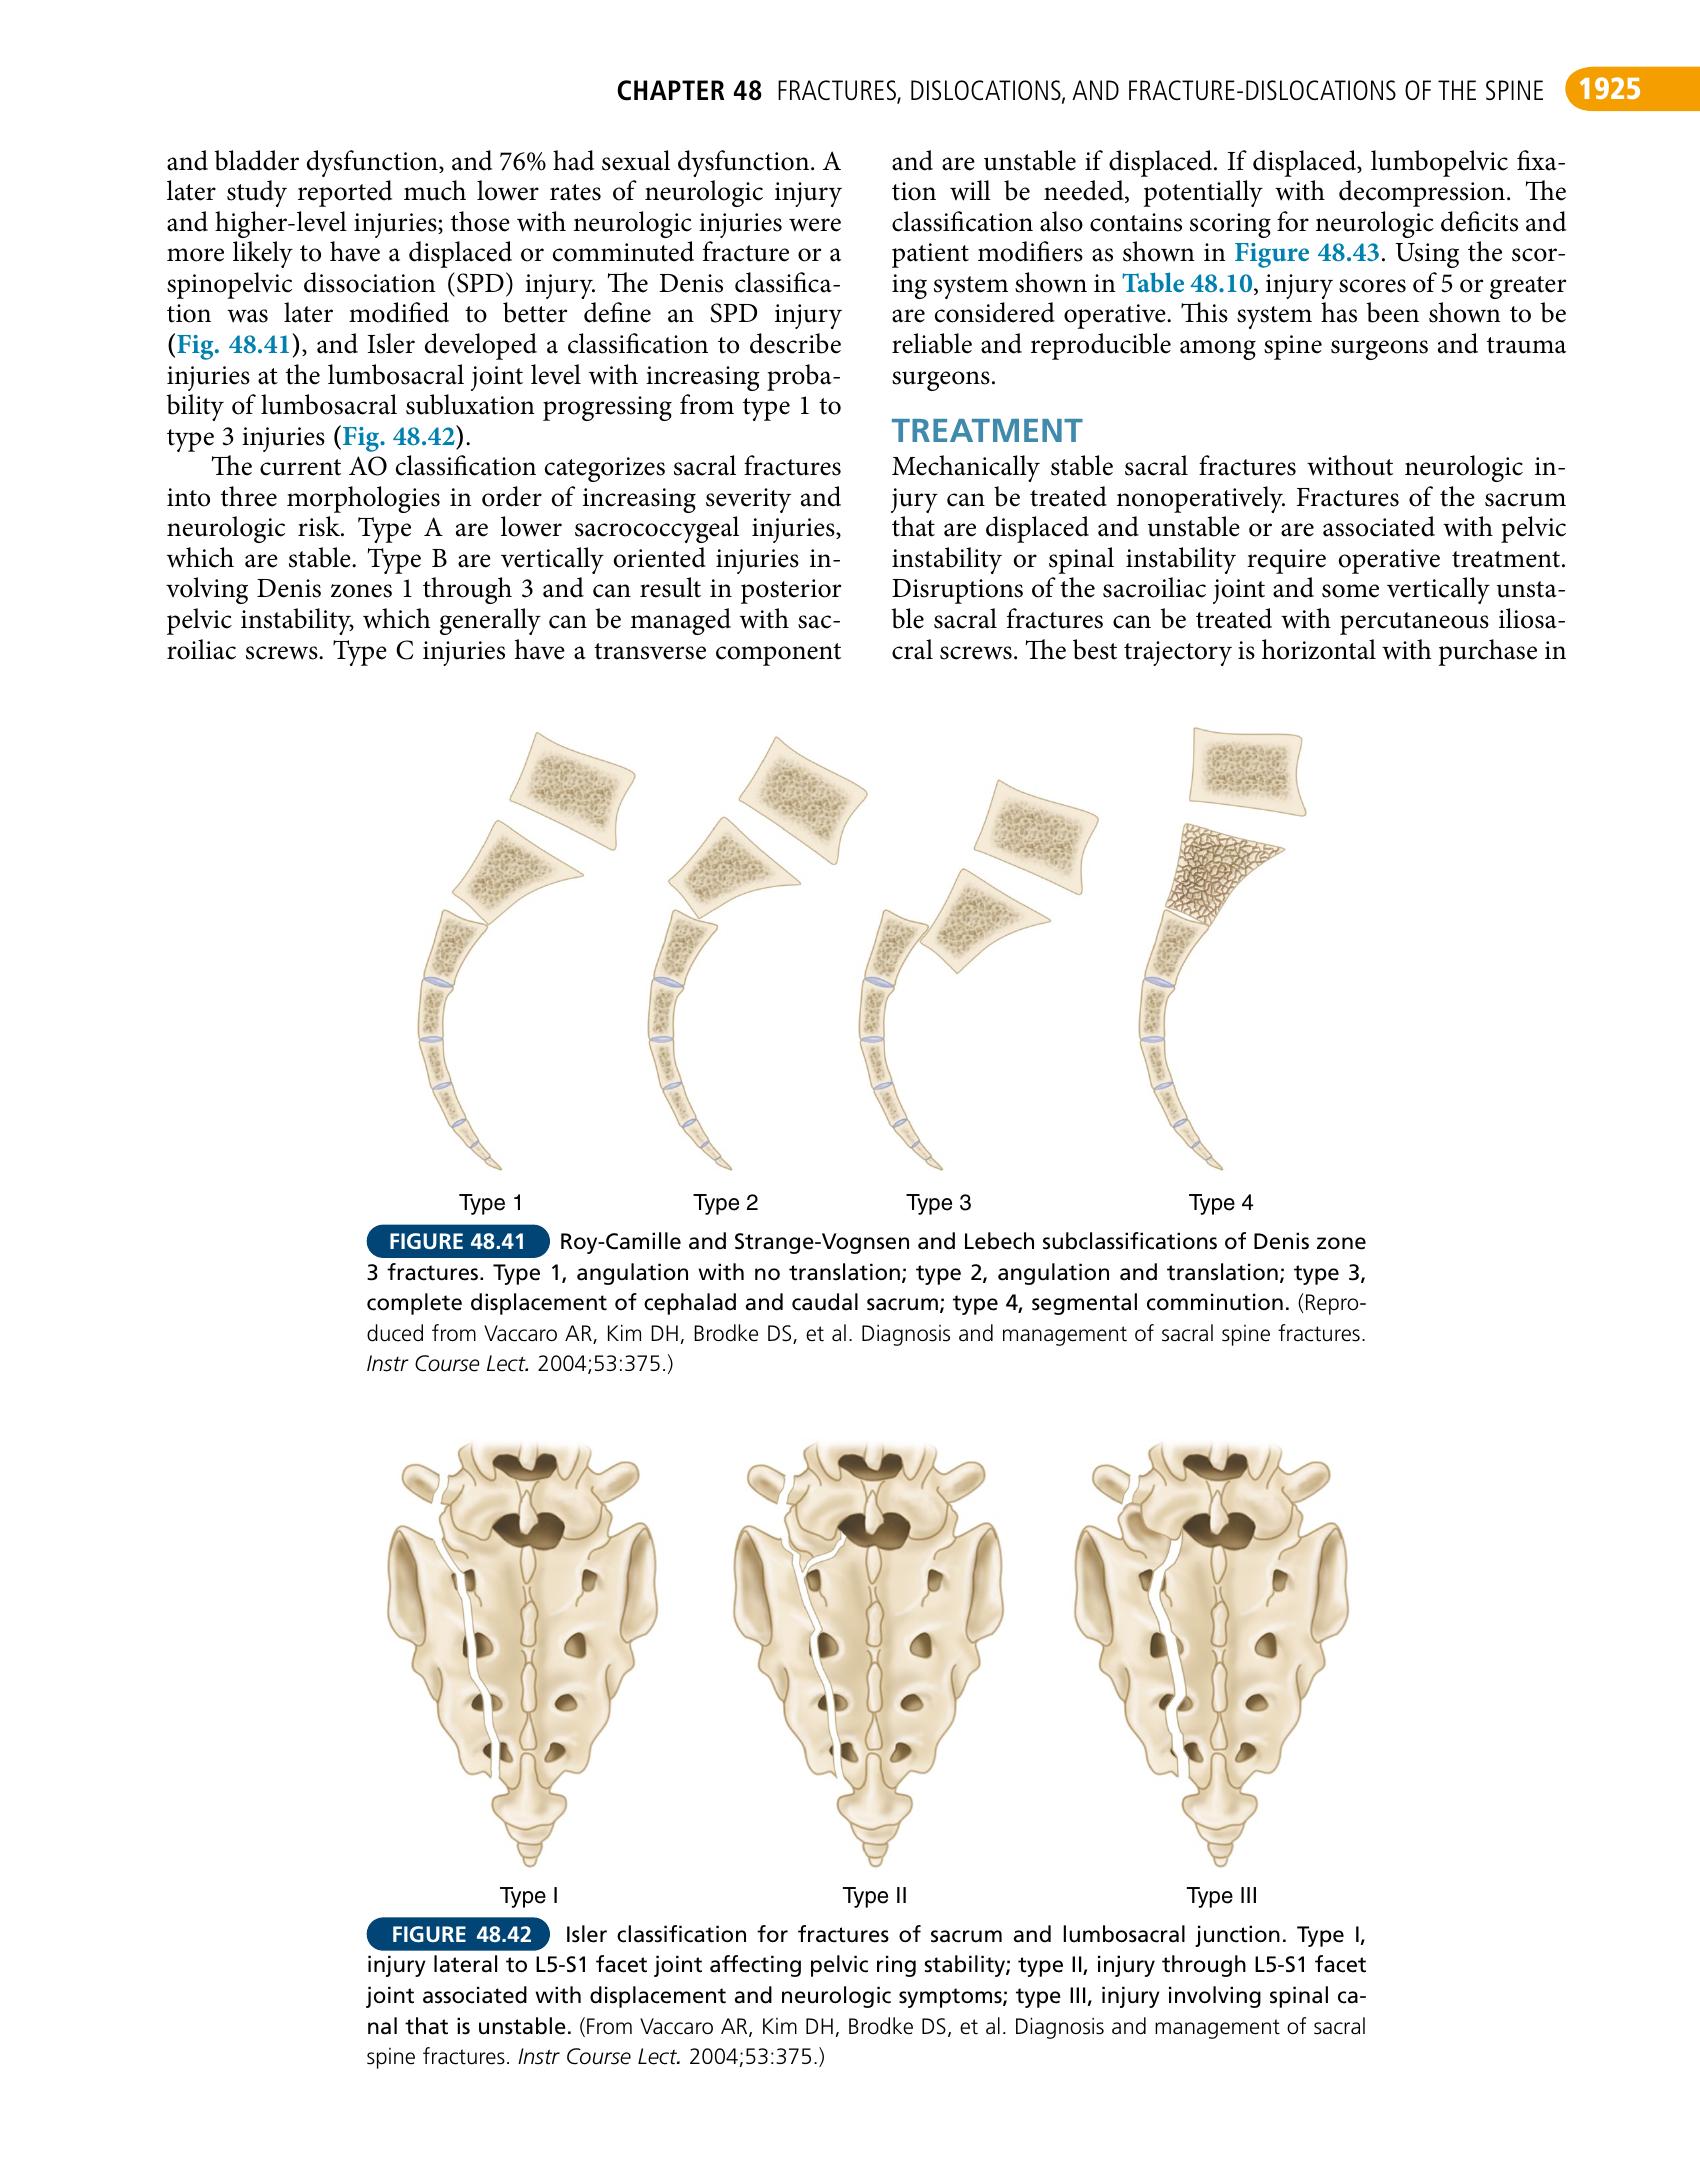 CHAPTER 48 FRACTURES, DISLOCATIONS, AND FRACTURE-DISLOCATIONS OF THE SPINE 1925
and bladder dysfunction, and 76% had sexual dysfunction. A
later study reported much lower rates of neurologic injury
and higher-level injuries; those with neurologic injuries were
more likely to have a displaced or comminuted fracture or a
spinopelvic dissociation (SPD) injury. The Denis classifica-
tion was later modified to better define an SPD injury
(Fig. 48.41), and Isler developed a classification to describe
injuries at the lumbosacral joint level with increasing proba-
bility of lumbosacral subluxation progressing from type 1 to
type 3 injuries (Fig. 48.42).
The current AO classification categorizes sacral fractures
into three morphologies in order of increasing severity and
neurologic risk. Type A are lower sacrococcygeal injuries,
which are stable. Type B are vertically oriented injuries in-
volving Denis zones 1 through 3 and can result in posterior
pelvic instability, which generally can be managed with sac-
roiliac screws. Type C injuries have a transverse component
and are unstable if displaced. If displaced, lumbopelvic fixa-
tion will be needed, potentially with decompression. The
classification also contains scoring for neurologic deficits and
patient modifiers as shown in Figure 48.43. Using the scor-
ing system shown in Table 48.10, injury scores of 5 or greater
are considered operative. This system has been shown to be
reliable and reproducible among spine surgeons and trauma
surgeons.
TREATMENT
Mechanically stable sacral fractures without neurologic in-
jury can be treated nonoperatively. Fractures of the sacrum
that are displaced and unstable or are associated with pelvic
instability or spinal instability require operative treatment.
Disruptions of the sacroiliac joint and some vertically unsta-
ble sacral fractures can be treated with percutaneous iliosa-
cral screws. The best trajectory is horizontal with purchase in
Type 1 Type 2 Type 3 Type 4
FIGURE 48.41 Roy-Camille and Strange-Vognsen and Lebech subclassifications of Denis zone
3 fractures. Type 1, angulation with no translation; type 2, angulation and translation; type 3,
complete displacement of cephalad and caudal sacrum; type 4, segmental comminution. (Repro-
duced from Vaccaro AR, Kim DH, Brodke DS, et al. Diagnosis and management of sacral spine fractures.
Instr Course Lect. 2004;53:375.)
Type I Type II Type III
FIGURE 48.42 Isler classification for fractures of sacrum and lumbosacral junction. Type I,
injury lateral to L5-S1 facet joint affecting pelvic ring stability; type II, injury through L5-S1 facet
joint associated with displacement and neurologic symptoms; type III, injury involving spinal ca-
nal that is unstable. (From Vaccaro AR, Kim DH, Brodke DS, et al. Diagnosis and management of sacral
spine fractures. Instr Course Lect. 2004;53:375.)